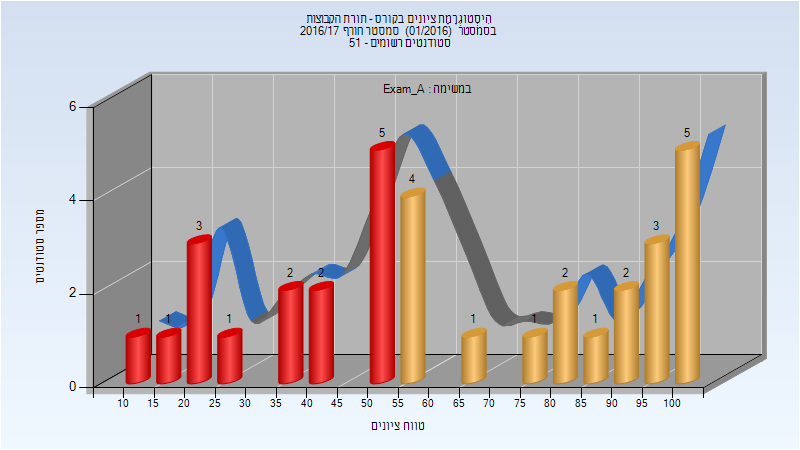 היסטוגרמת ציונים בקורס - תורת הקבוצות
בסמסטר (01/2016) סמסטר חורף 2016/17
סטודנטים רשומים - 51
במשימה : Exam_A
מספר סטודנטים
6
4
2
0
1
1
3
1
2
2
5
4
1
1
2
1
2
3
5
10 15 20 25 30 35 40 45 50 55 60 65 70 75 80 85 90 95 100
טווח ציונים